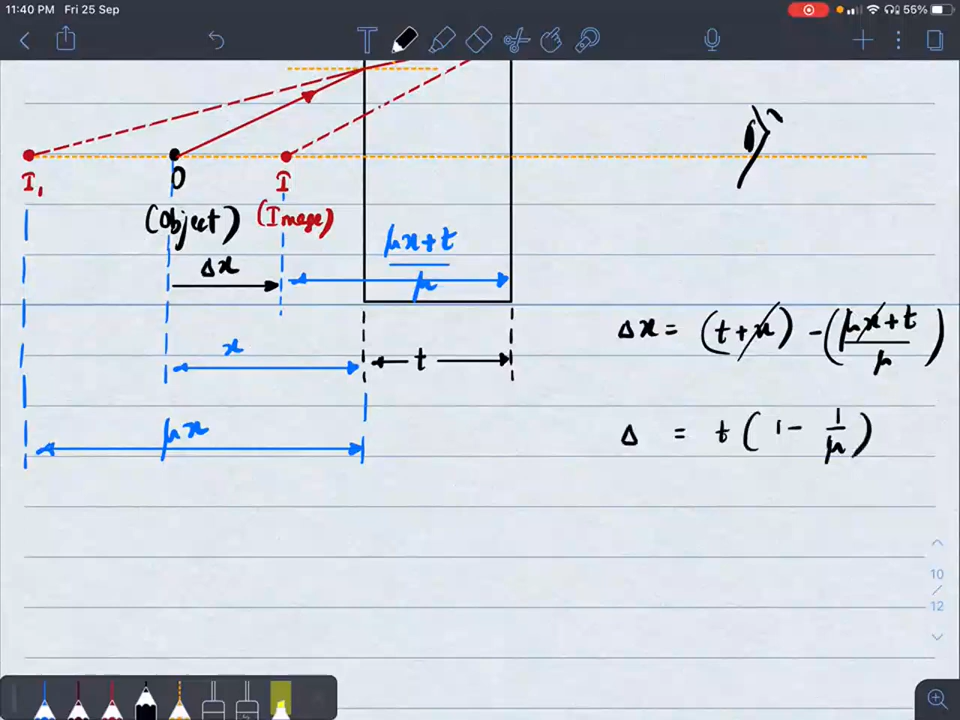 11:40 PM Fri 25 Sep
55%
T
I₁
O
I
(Object)
(Image)
Δx
μx+t
μ
x
t
μx
Δx = (t+x) - (μx+t / μ)
Δ = t (1 - 1/μ)
10
/
12